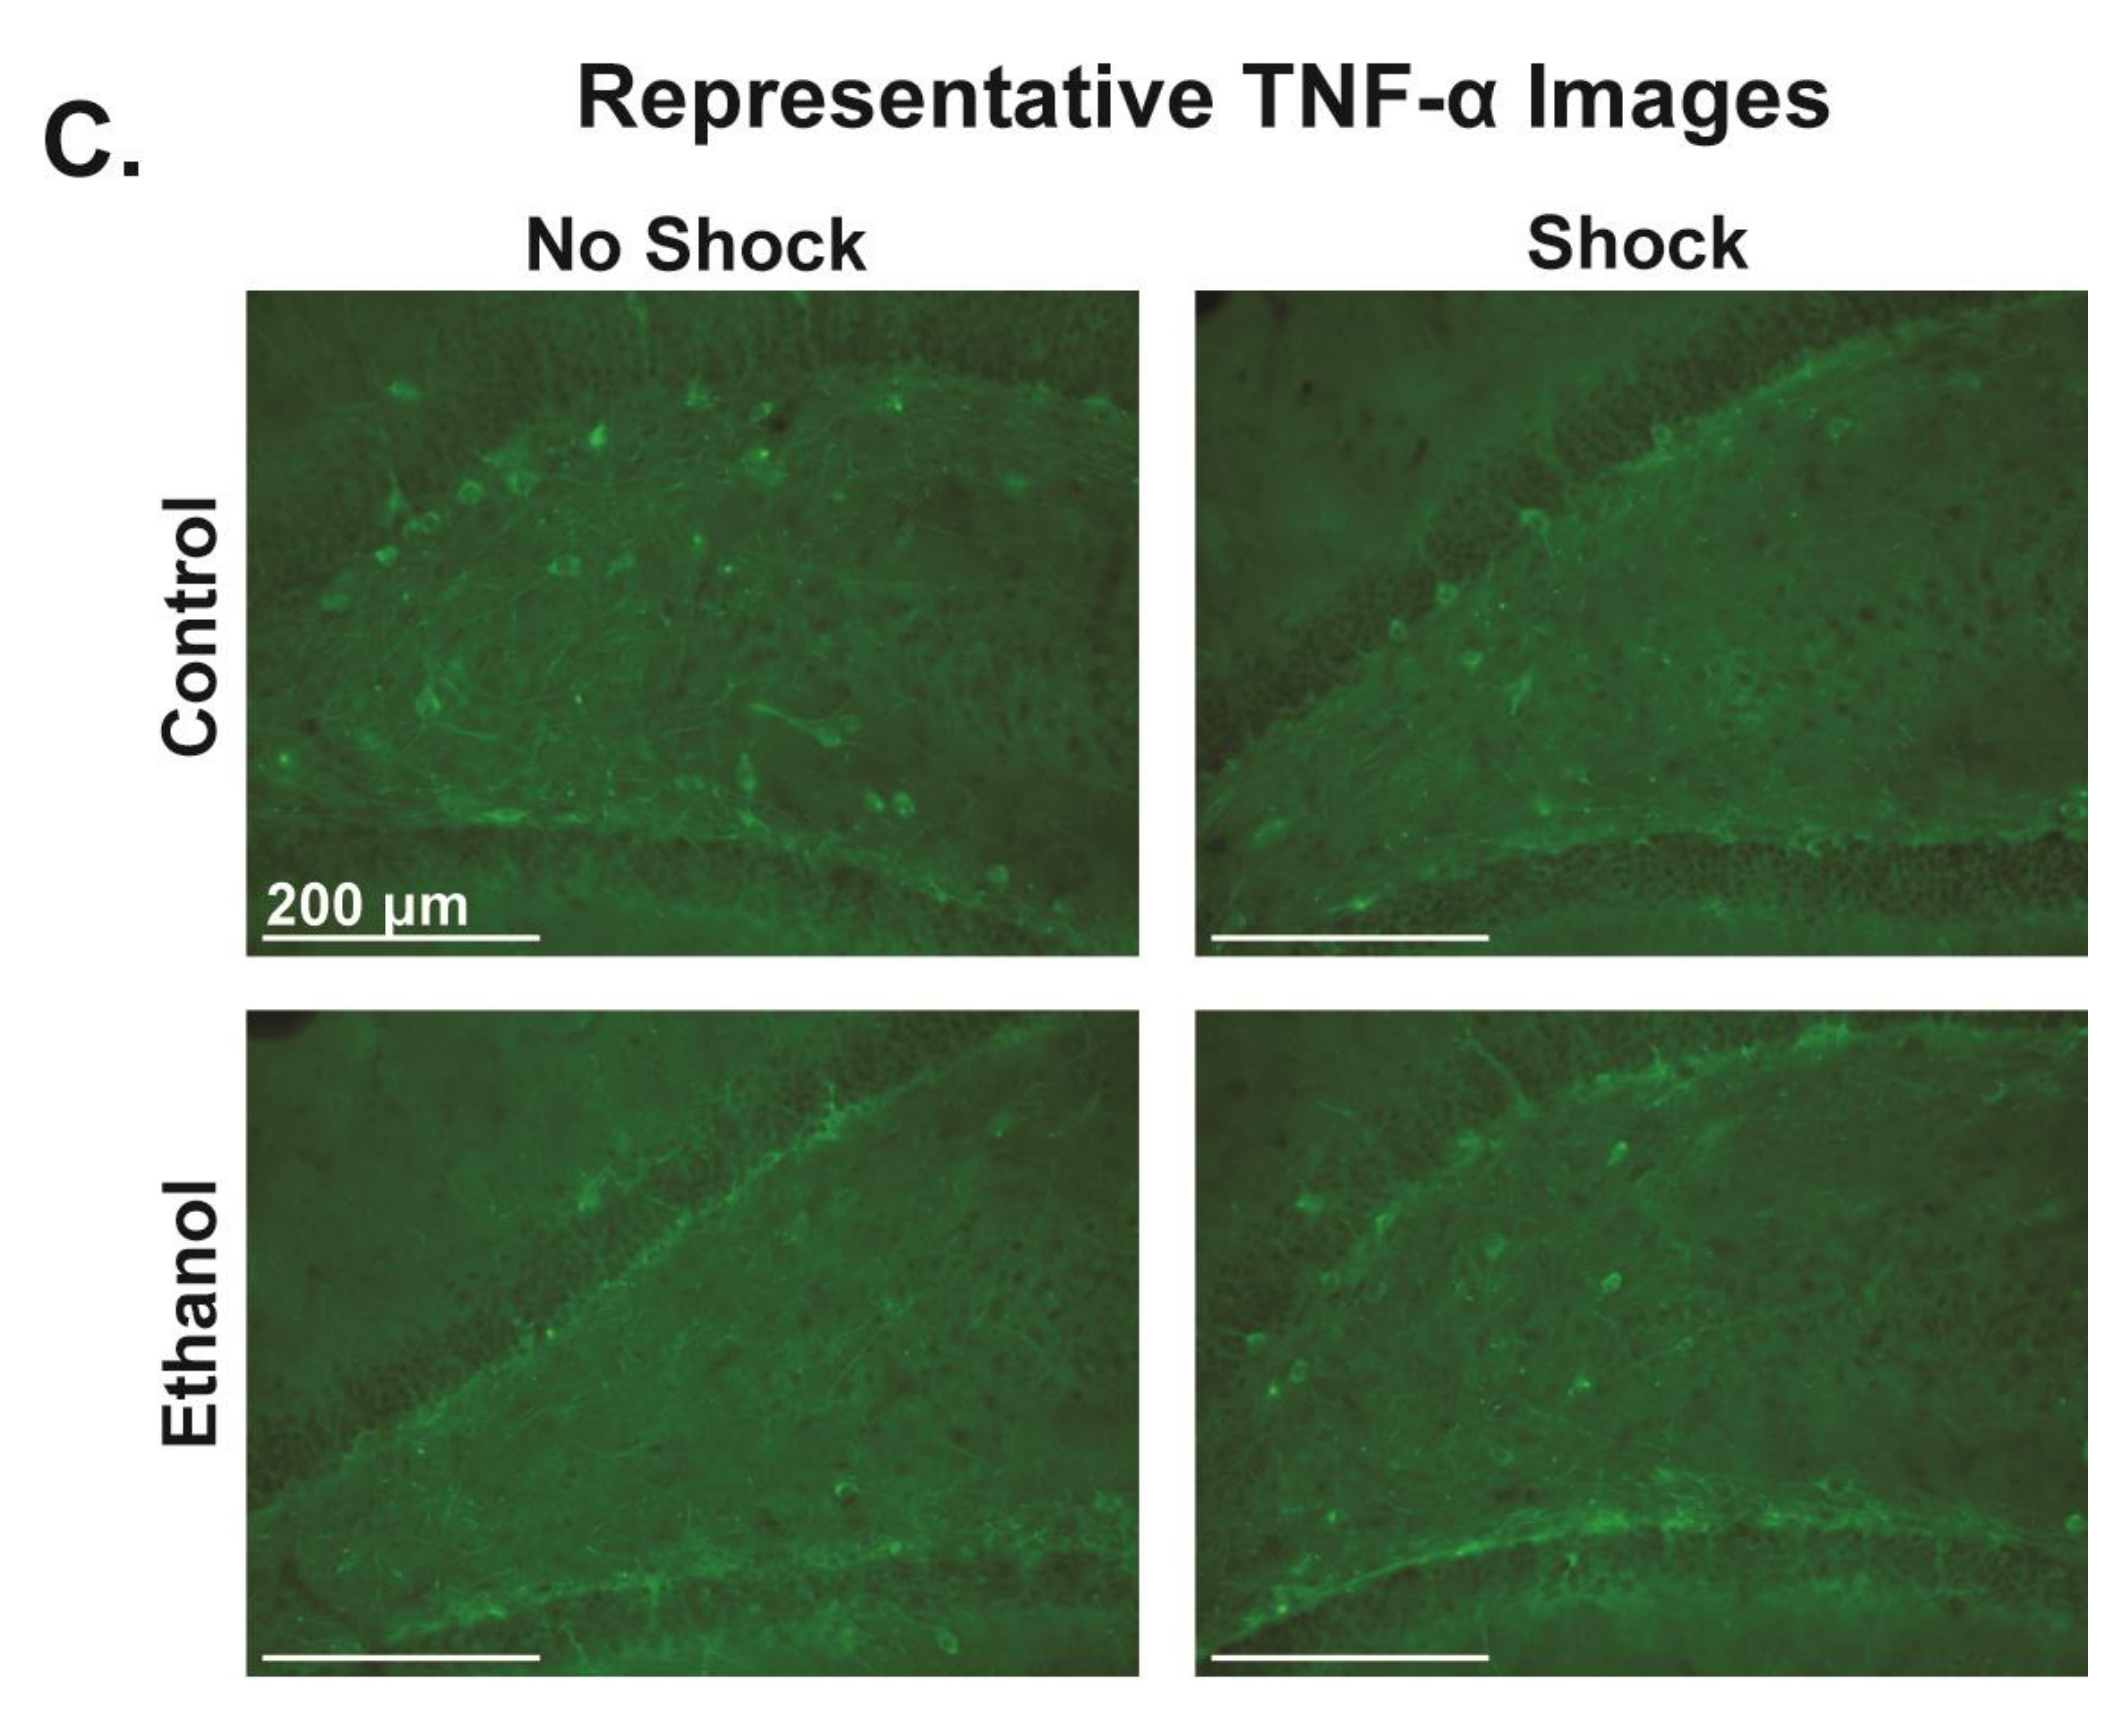 C.
Representative TNF-α Images
No Shock
Shock
Control
200 µm
Ethanol